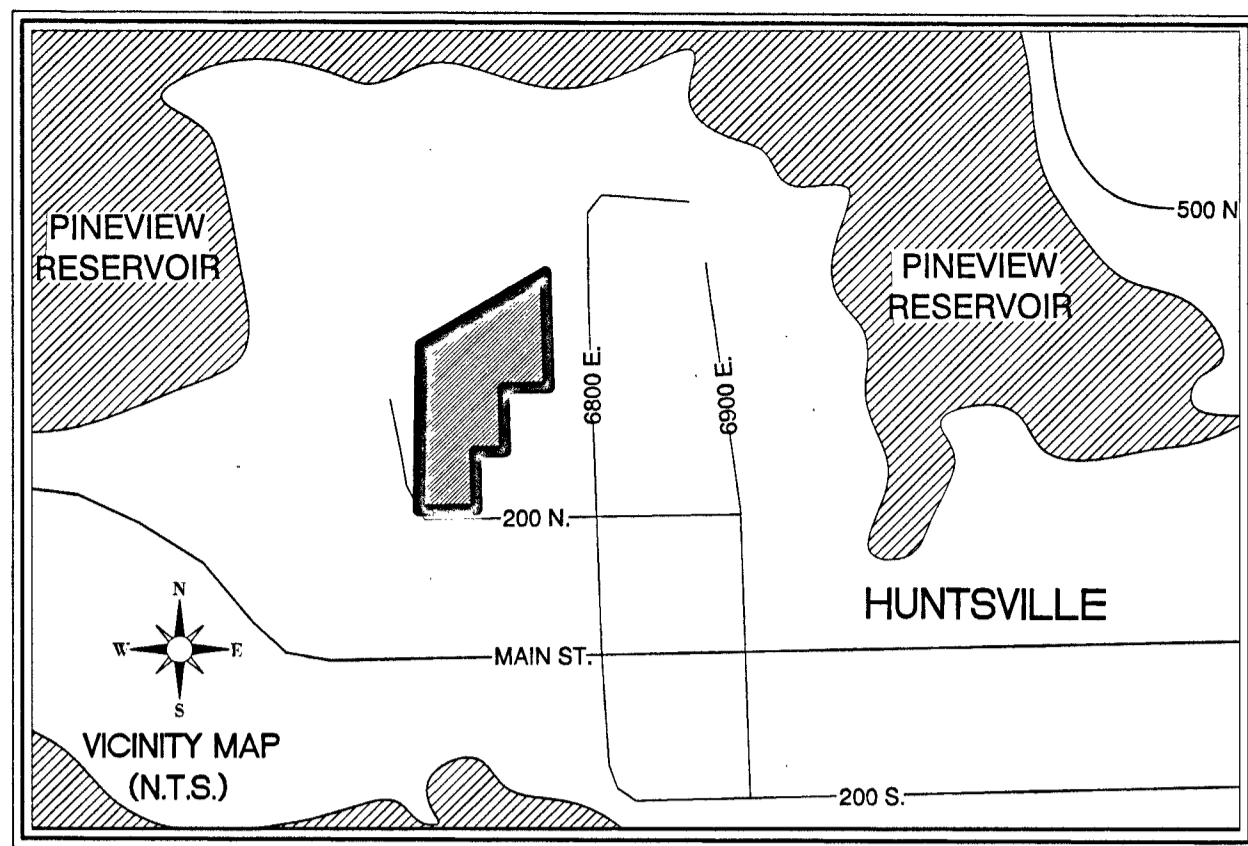 500 N
PINEVIEW
RESERVOIR
PINEVIEW
RESERVOIR
6800 E.
6900 E.
200 N.
HUNTSVILLE
N
W
E
S
MAIN ST.
VICINITY MAP
(N.T.S.)
200 S.